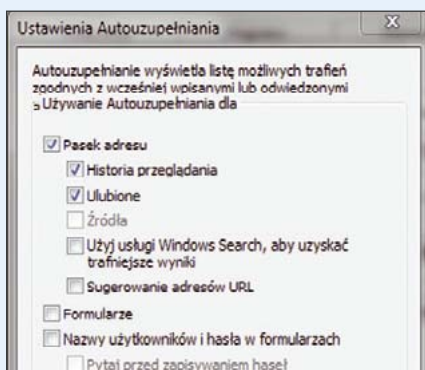 Ustawienia Autouzupełniania
Autouzupełnianie wyświetla listę możliwych trafień
zgodnych z wcześniej wpisanymi lub odwiedzonymi
Używanie Autouzupełniania dla
Pasek adresu
Historia przeglądania
Ulubione
Źródła
Użyj usługi Windows Search, aby uzyskać
trafniejsze wyniki
Sugerowanie adresów URL
Formularze
Nazwy użytkowników i hasła w formularzach
Pytaj przed zapisywaniem haseł